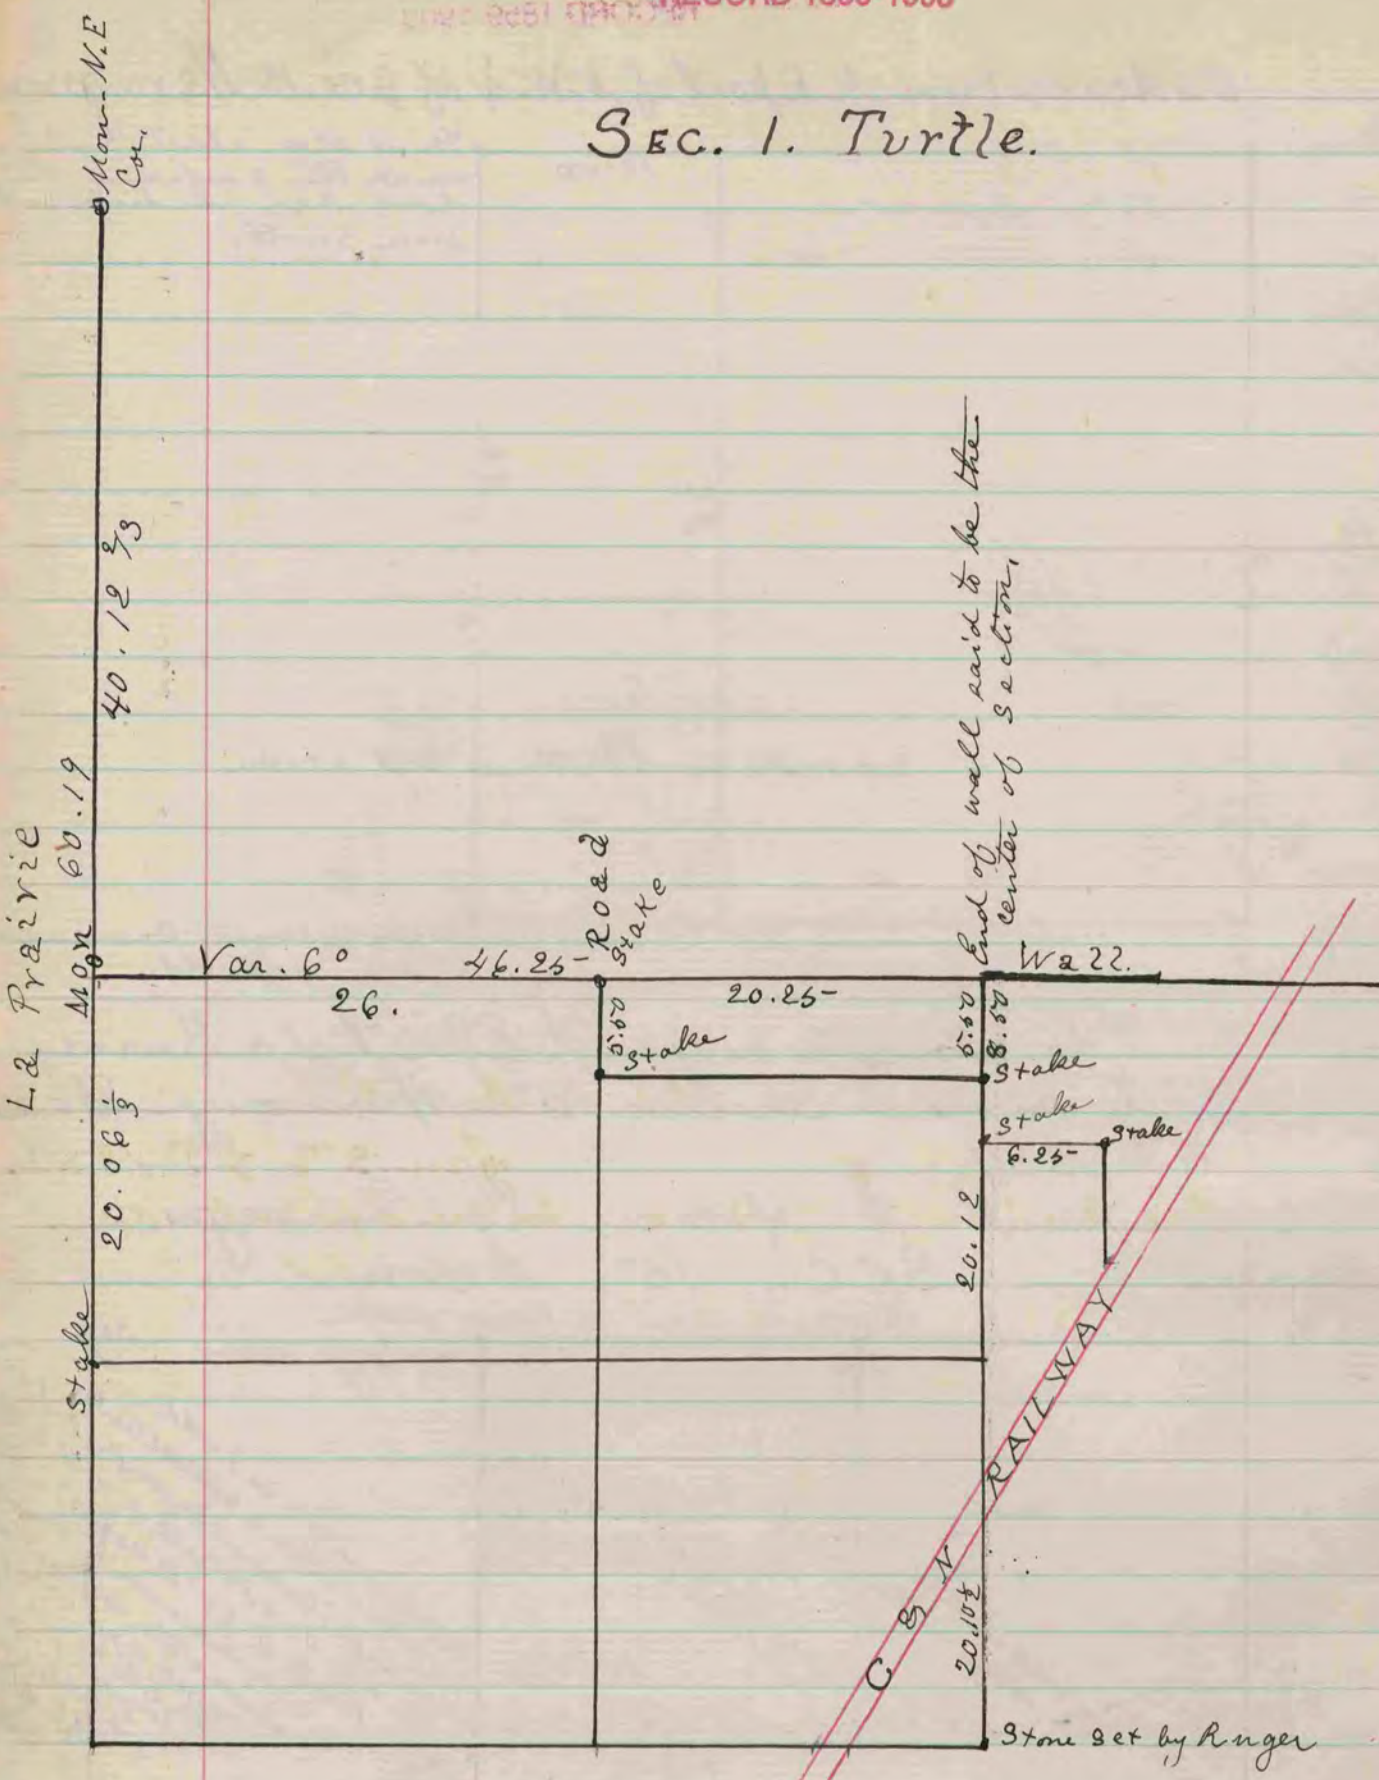 RECORD
SEC. 1. Turtle.
Mon. N.E
Cor.
40.12 2/3
La Prairie
Mon 60.19
Var. 6°
46.25
Road
Stake
End of wall said to be the
center of section.
Wall.
26.
20.25
5.50
Stake
5.50
8.50
Stake
Stake
Stake
6.25
20.06 1/3
20.12
Stake
C & N RAILWAY
20.10 1/2
Stone set by Ruger